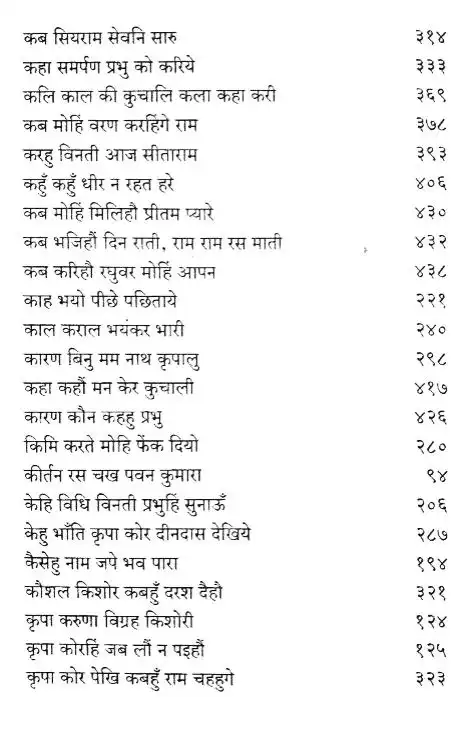 कब सियराम सेवनि सारु ३१४
कहा समर्पण प्रभु को करिये ३३३
कलि काल की कुचालि कला कहा करी ३६९
कब मोहिं वरण करहिंगे राम ३७८
करहु विनती आज सीताराम ३९३
कहुँ कहुँ धीर न रहत हरे ४०६
कब मोहिं मिलिहौ प्रीतम प्यारे ४३०
कब भजिहौं दिन राती, राम राम रस माती ४३२
कब करिहौ रघुवर मोहिं आपन ४३८
काह भयो पीछे पछिताये २२१
काल कराल भयंकर भारी २४०
कारण बिनु मम नाथ कृपालु २९८
कहा कहौं मन केर कुचाली ४१७
कारण कौन कहहु प्रभु ४२६
किमि करते मोहि फेंक दियो २८०
कीर्तन रस चख पवन कुमारा ९४
केहि विधि विनती प्रभुहिं सुनाऊँ २०६
केहु भाँति कृपा कोर दीनदास देखिये २८७
कैसेहु नाम जपे भव पारा १९४
कौशल किशोर कबहुँ दरश दैहौ ३२१
कृपा करुणा विग्रह किशोरी १२४
कृपा कोरहिं जब लौं न पइहौं १२५
कृपा कोर पेखि कबहुँ राम चहहुगे ३२३